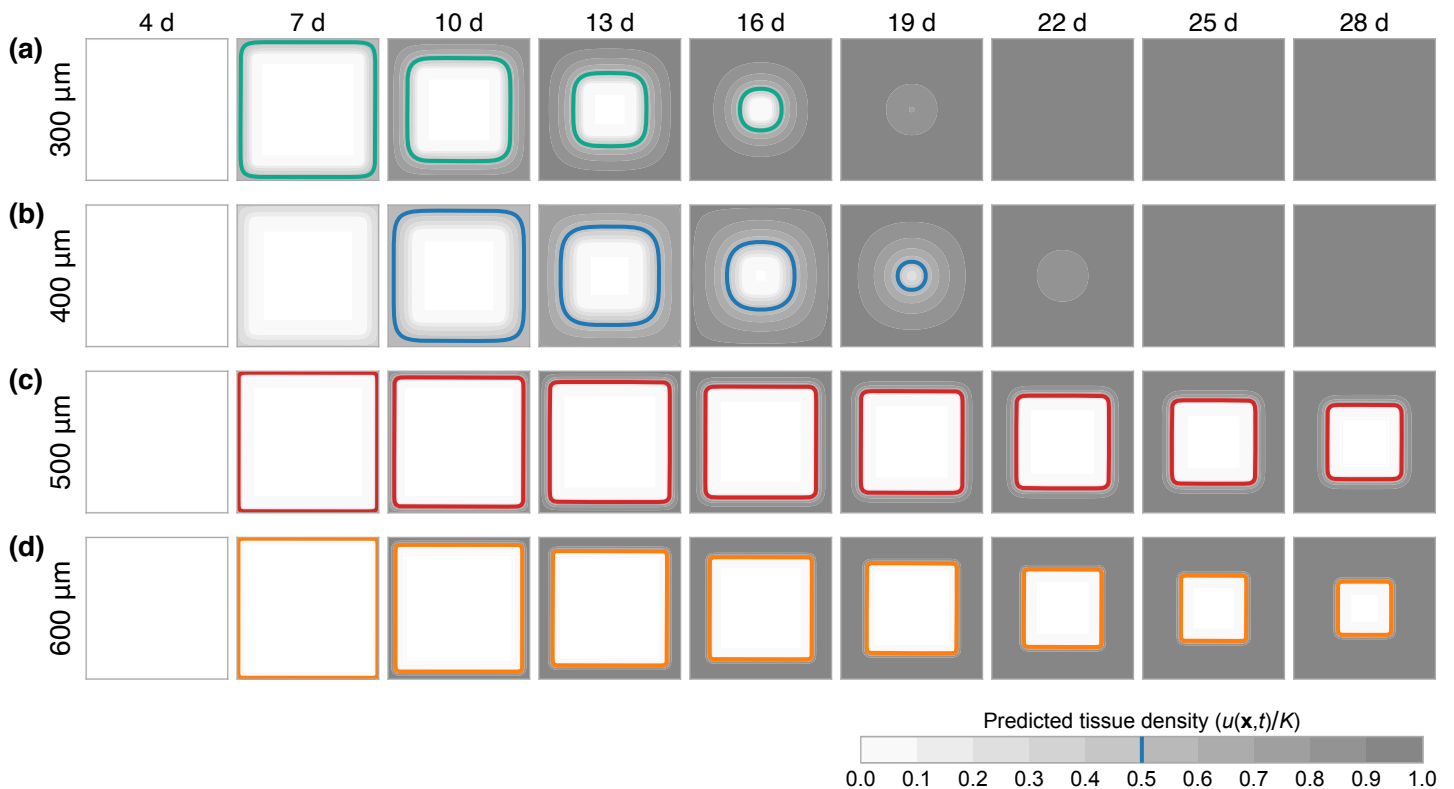 4 d 7 d 10 d 13 d 16 d 19 d 22 d 25 d 28 d
(a)
300 µm
(b)
400 µm
(c)
500 µm
(d)
600 µm
Predicted tissue density (u(x,t)/K)
0.0 0.1 0.2 0.3 0.4 0.5 0.6 0.7 0.8 0.9 1.0